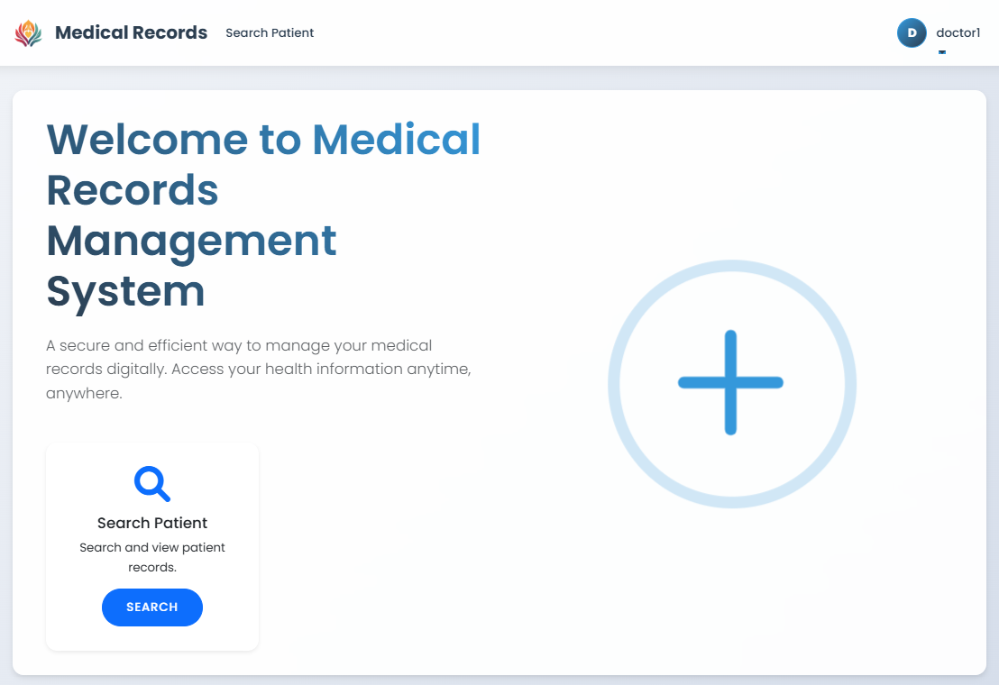 Medical Records
Search Patient
D
doctor1
Welcome to Medical
Records
Management
System
A secure and efficient way to manage your medical
records digitally. Access your health information anytime,
anywhere.
Search Patient
Search and view patient
records.
SEARCH